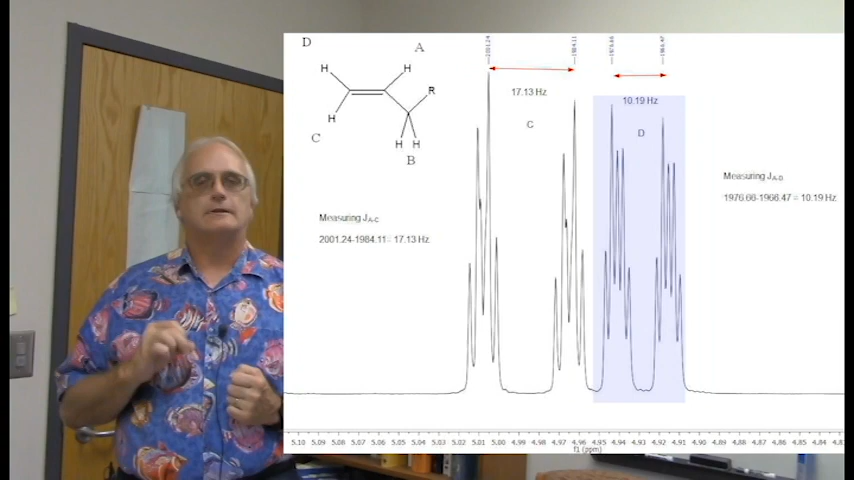 D
A
H
H
R
H
C
H H
B
2001.24
1984.11
1976.66
1966.47
17.13 Hz
10.19 Hz
C
D
Measuring JA-C
2001.24-1984.11= 17.13 Hz
Measuring JA-D
1976.66-1966.47 = 10.19 Hz
5.10 5.09 5.08 5.07 5.06 5.05 5.04 5.03 5.02 5.01 5.00 4.99 4.98 4.97 4.96 4.95 4.94 4.93 4.92 4.91 4.90 4.89 4.88 4.87 4.86 4.85 4.84
f1 (ppm)